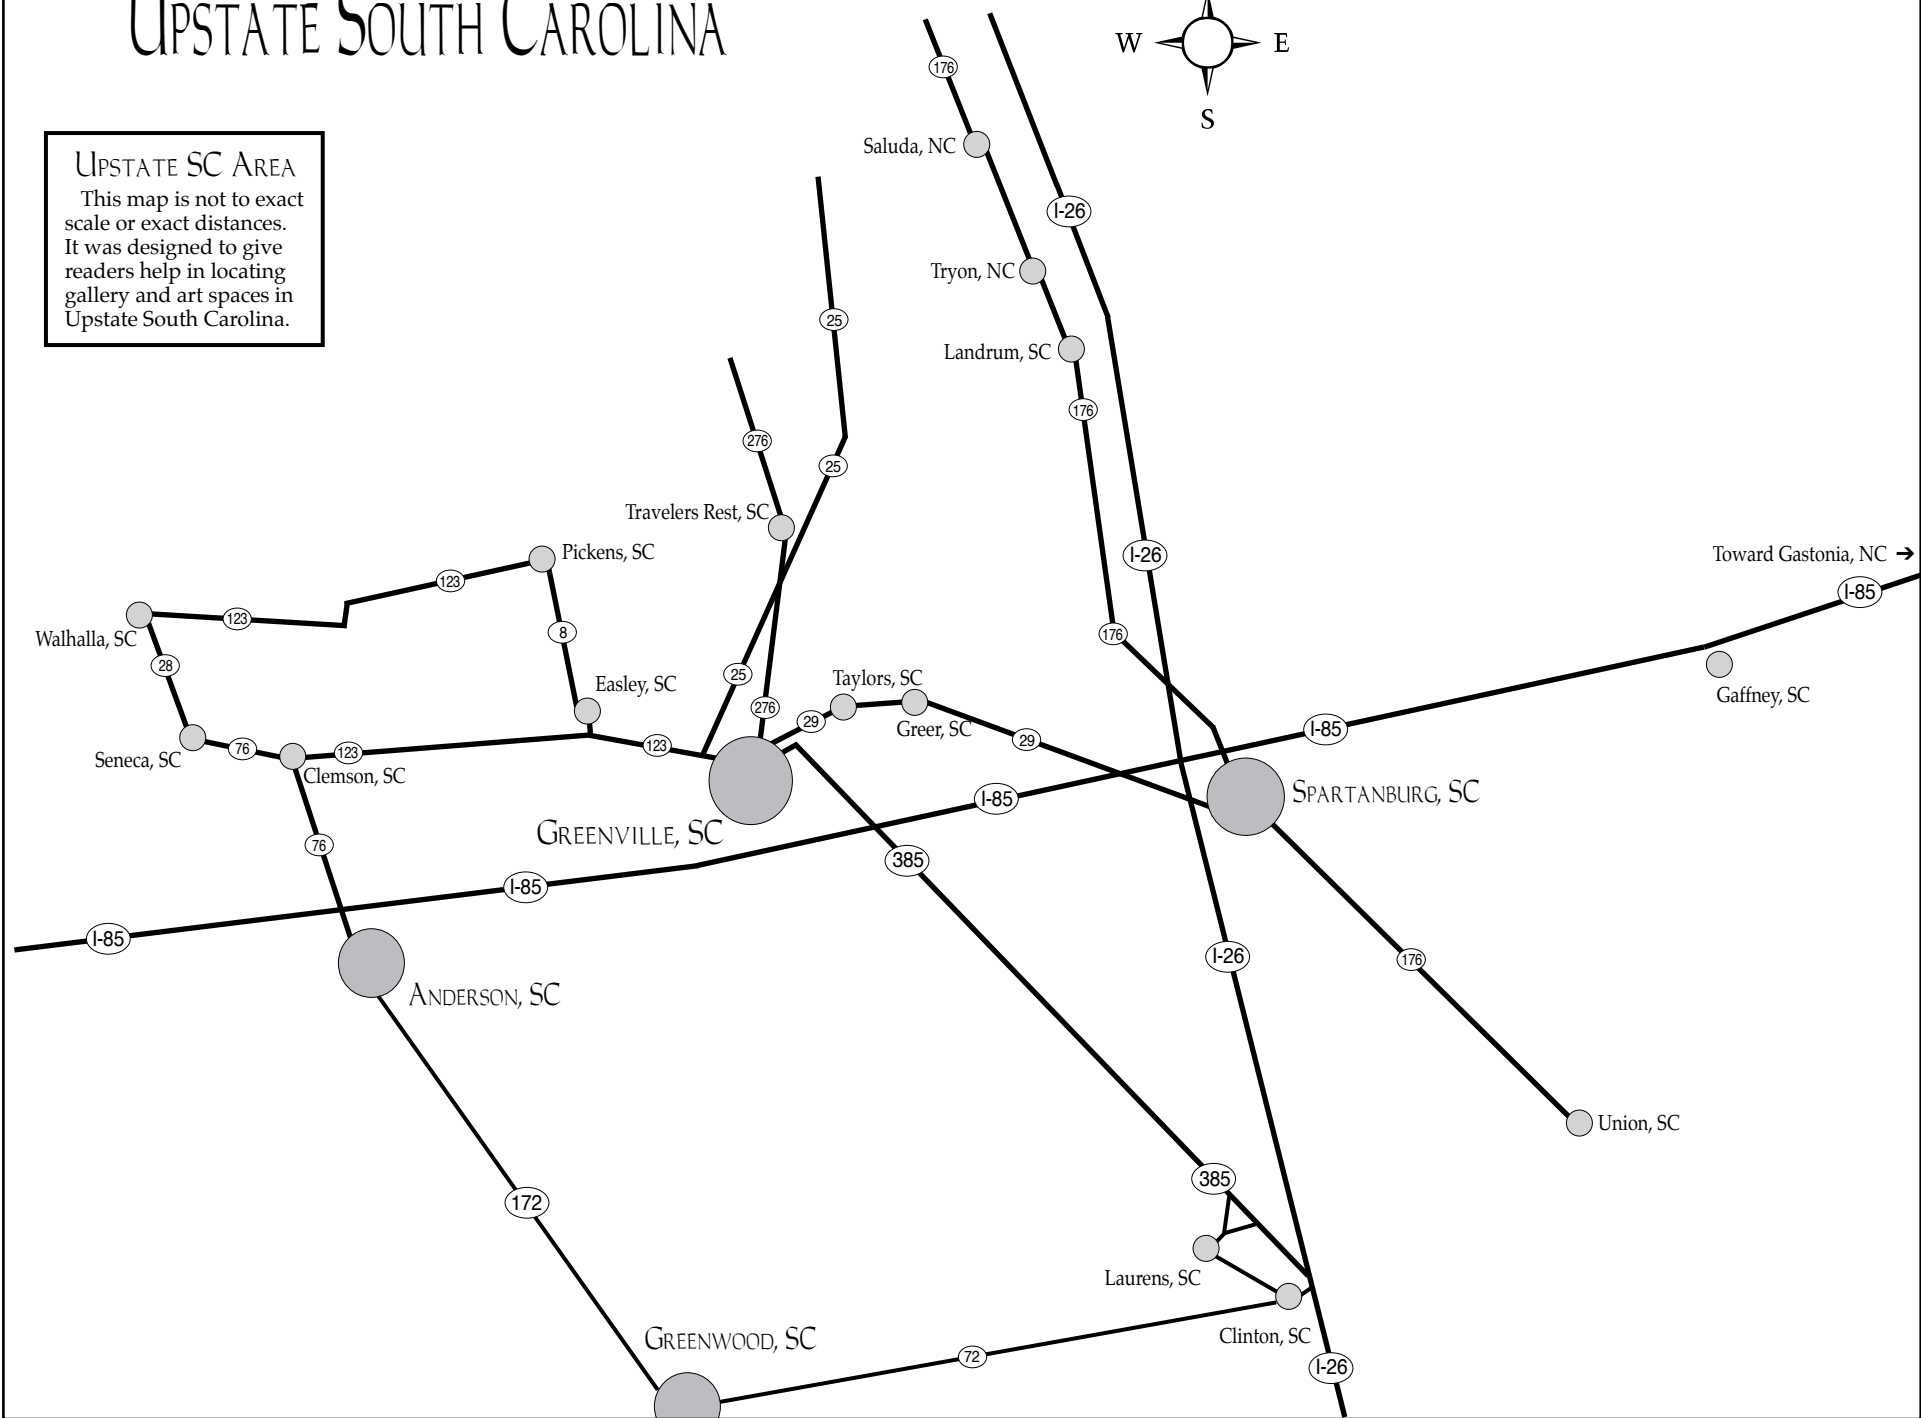 UPSTATE SOUTH CAROLINA
W E
S
UPSTATE SC AREA
This map is not to exact
scale or exact distances.
It was designed to give
readers help in locating
gallery and art spaces in
Upstate South Carolina.
176
Saluda, NC
I-26
Tryon, NC
25
Landrum, SC
176
276
25
Travelers Rest, SC
Pickens, SC
I-26
Toward Gastonia, NC ➔
123
I-85
123
8
Walhalla, SC
176
28
25
Easley, SC
Taylors, SC
Gaffney, SC
276
29
Greer, SC
I-85
29
Seneca, SC
76
123
123
Clemson, SC
SPARTANBURG, SC
I-85
GREENVILLE, SC
76
385
I-85
I-85
I-26
176
ANDERSON, SC
Union, SC
385
172
Laurens, SC
Clinton, SC
GREENWOOD, SC
72
I-26